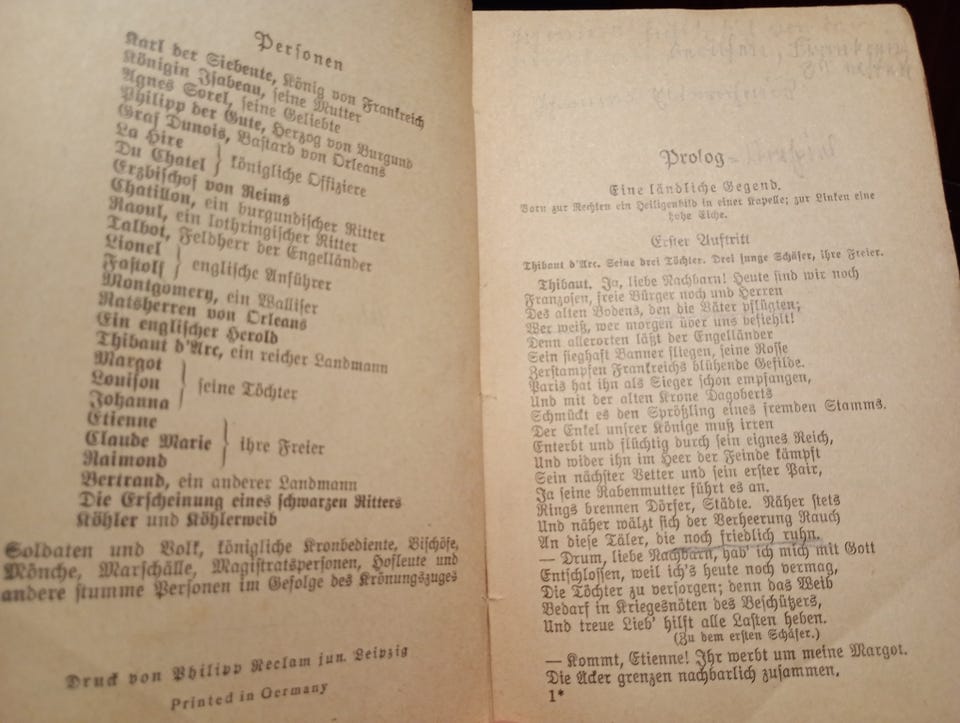 Personen
Karl der Siebente, König von Frankreich
Königin Isabeau, seine Mutter
Agnes Sorel, seine Geliebte
Philipp der Gute, Herzog von Burgund
Graf Dunois, Bastard von Orleans
La Hire
Du Chatel } königliche Offiziere
Erzbischof von Reims
Chatillon, ein burgundischer Ritter
Raoul, ein lothringischer Ritter
Talbot, Feldherr der Engelländer
Lionel
Fastolf } englische Anführer
Montgomery, ein Walliser
Ratsherren von Orleans
Ein englischer Herold
Thibaut d'Arc, ein reicher Landmann
Margot
Louison } seine Töchter
Johanna
Etienne
Claude Marie } ihre Freier
Raimond
Bertrand, ein anderer Landmann
Die Erscheinung eines schwarzen Ritters
Köhler und Köhlerweib
Soldaten und Volk, königliche Kronbediente, Bischöfe,
Mönche, Marschälle, Magistratspersonen, Hofleute und
andere stumme Personen im Gefolge des Krönungszuges
Druck von Philipp Reclam jun. Leipzig
Printed in Germany
Prolog
Eine ländliche Gegend.
Vorn zur Rechten ein Heiligenbild in einer Kapelle; zur Linken eine
hohe Eiche.
Erster Auftritt
Thibaut d'Arc. Seine drei Töchter. Drei junge Schäfer, ihre Freier.
Thibaut. Ja, liebe Nachbarn! Heute sind wir noch
Franzosen, freie Bürger noch und Herren
Des alten Bodens, den die Väter pflügten;
Wer weiß, wer morgen über uns befiehlt!
Denn allerorten läßt der Engelländer
Sein sieghaft Banner fliegen, seine Rosse
Zerstampfen Frankreichs blühende Gefilde.
Paris hat ihn als Sieger schon empfangen,
Und mit der alten Krone Dagoberts
Schmückt es den Sprößling eines fremden Stamms.
Der Enkel unsrer Könige muß irren
Enterbt und flüchtig durch sein eignes Reich,
Und wider ihn im Heer der Feinde kämpft
Sein nächster Vetter und sein erster Pair,
Ja seine Rabenmutter führt es an.
Rings brennen Dörfer, Städte. Näher stets
Und näher wälzt sich der Verheerung Rauch
An diese Täler, die noch friedlich ruhn.
— Drum, liebe Nachbarn, hab' ich mich mit Gott
Entschlossen, weil ich's heute noch vermag,
Die Töchter zu versorgen; denn das Weib
Bedarf in Kriegesnöten des Beschützers,
Und treue Lieb' hilft alle Lasten heben.
(Zu dem ersten Schäfer.)
— Kommt, Etienne! Ihr werbt um meine Margot.
Die Äcker grenzen nachbarlich zusammen,
1*